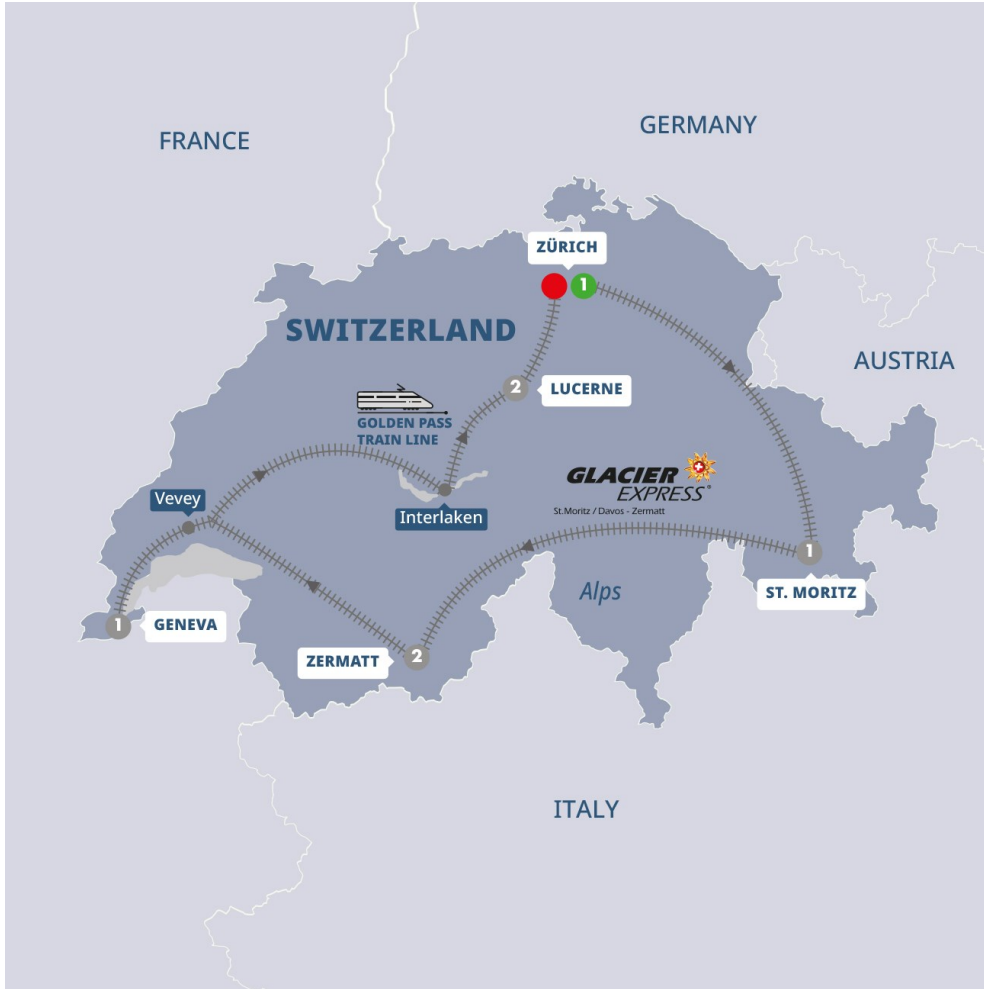 FRANCE
GERMANY
ZÜRICH
1
SWITZERLAND
AUSTRIA
2
LUCERNE
GOLDEN PASS
TRAIN LINE
GLACIER
EXPRESS®
St.Moritz / Davos - Zermatt
Vevey
Interlaken
1
ST. MORITZ
Alps
1
GENEVA
ZERMATT
2
ITALY